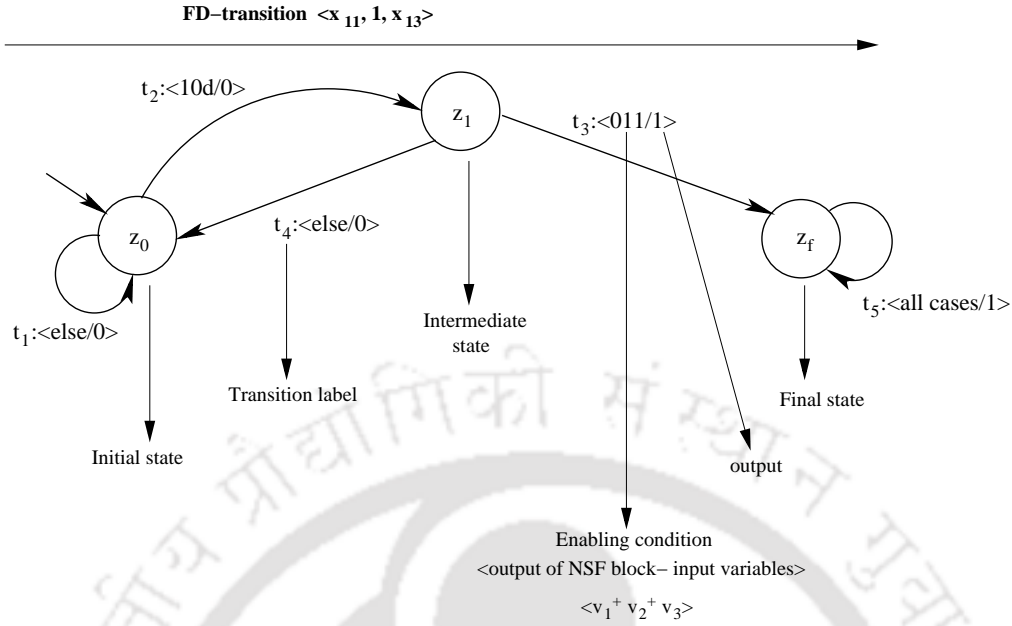 FD−transition <x 11, 1, x 13>
t2:<10d/0>
z1
t3:<011/1>
z0
t4:<else/0>
zf
t1:<else/0>
t5:<all cases/1>
Intermediate
state
Transition label
Final state
Initial state
output
Enabling condition
<output of NSF block− input variables>
<v1+ v2+ v3>